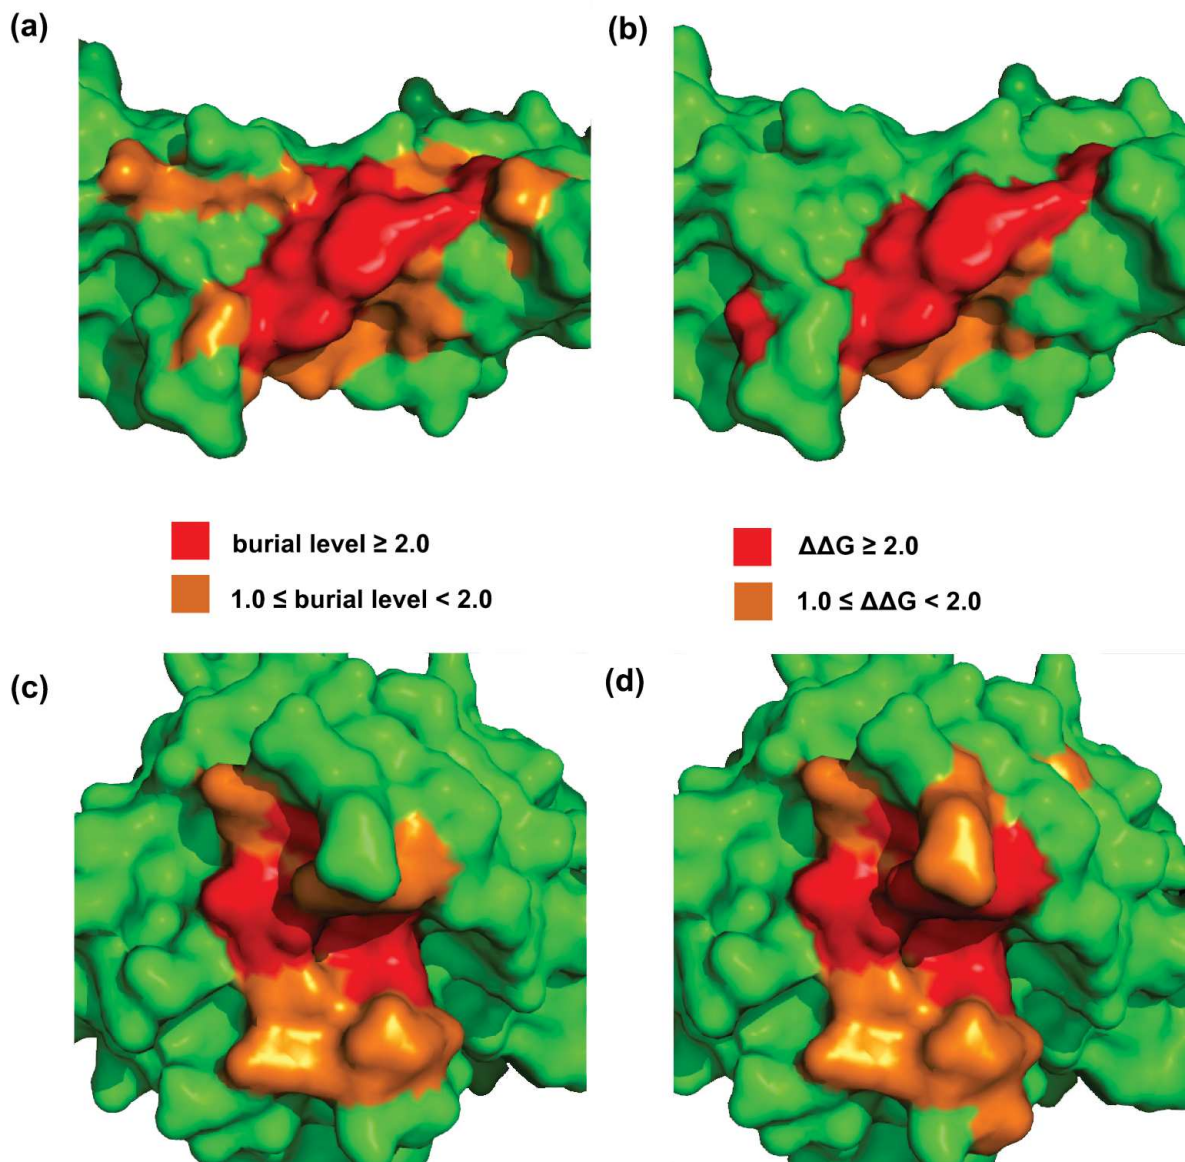 (a)
(b)
burial level ≥ 2.0
1.0 ≤ burial level < 2.0
ΔΔG ≥ 2.0
1.0 ≤ ΔΔG < 2.0
(c)
(d)